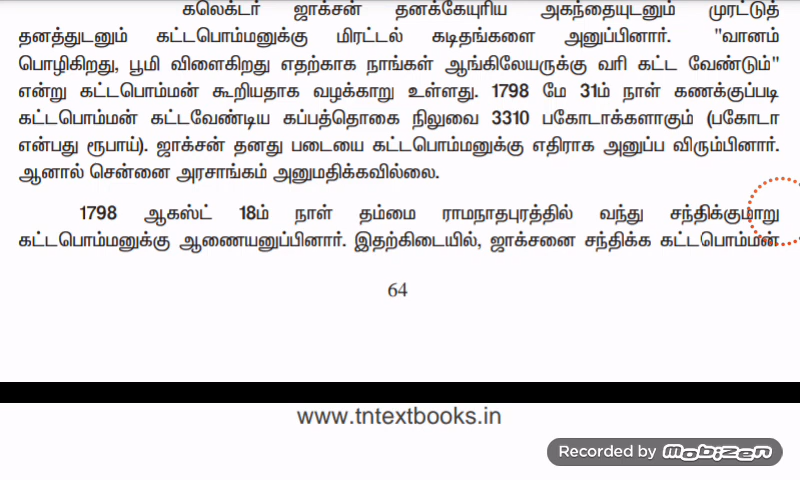 கலெக்டர் ஜாக்சன் தனக்கேயுரிய அகந்தையுடனும் முரட்டுத்
தனத்துடனும் கட்டபொம்மனுக்கு மிரட்டல் கடிதங்களை அனுப்பினார். "வானம்
பொழிகிறது, பூமி விளைகிறது எதற்காக நாங்கள் ஆங்கிலேயருக்கு வரி கட்ட வேண்டும்"
என்று கட்டபொம்மன் கூறியதாக வழக்காறு உள்ளது. 1798 மே 31ம் நாள் கணக்குப்படி
கட்டபொம்மன் கட்டவேண்டிய கப்பத்தொகை நிலுவை 3310 பகோடாக்களாகும் (பகோடா
என்பது ரூபாய்). ஜாக்சன் தனது படையை கட்டபொம்மனுக்கு எதிராக அனுப்ப விரும்பினார்.
ஆனால் சென்னை அரசாங்கம் அனுமதிக்கவில்லை.
1798 ஆகஸ்ட் 18ம் நாள் தம்மை ராமநாதபுரத்தில் வந்து சந்திக்குமாறு
கட்டபொம்மனுக்கு ஆணையனுப்பினார். இதற்கிடையில், ஜாக்சனை சந்திக்க கட்டபொம்மன்
64
www.tntextbooks.in
Recorded by mobizen